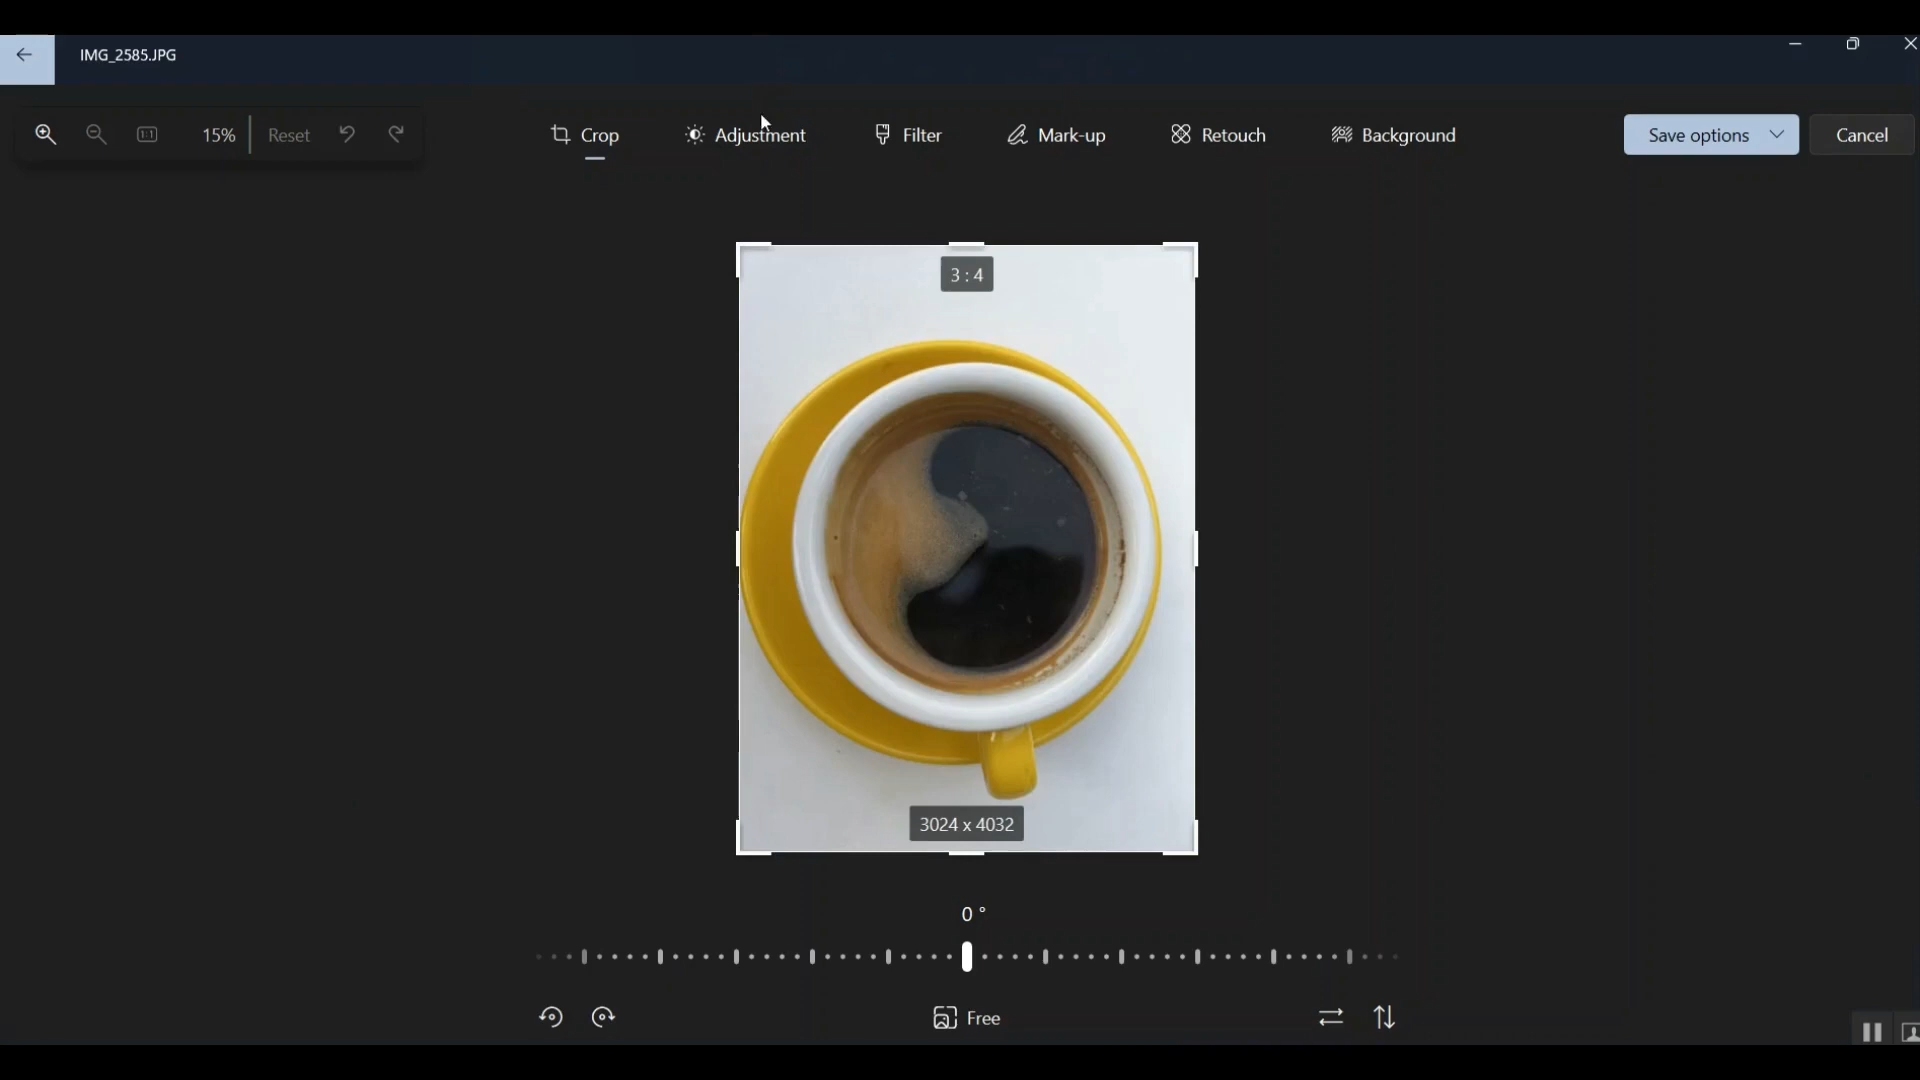 IMG_2585.JPG
15% Reset Crop Adjustment Filter Mark-up Retouch Background Save options Cancel
3 : 4
3024 x 4032
0 °
Free